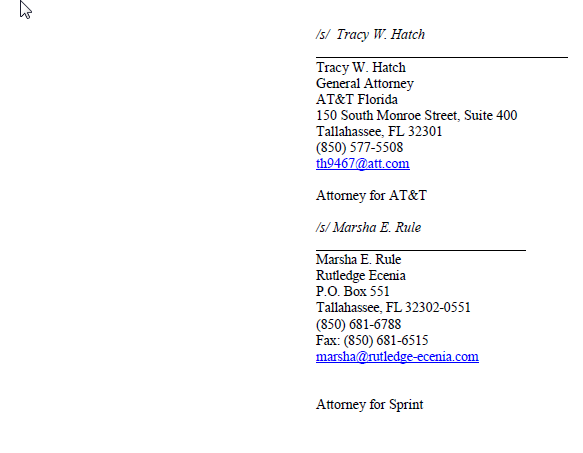 /s/ Tracy W. Hatch
Tracy W. Hatch
General Attorney
AT&T Florida
150 South Monroe Street, Suite 400
Tallahassee, FL 32301
(850) 577-5508
th9467@att.com
Attorney for AT&T
/s/ Marsha E. Rule
Marsha E. Rule
Rutledge Ecenia
P.O. Box 551
Tallahassee, FL 32302-0551
(850) 681-6788
Fax: (850) 681-6515
marsha@rutledge-ecenia.com
Attorney for Sprint